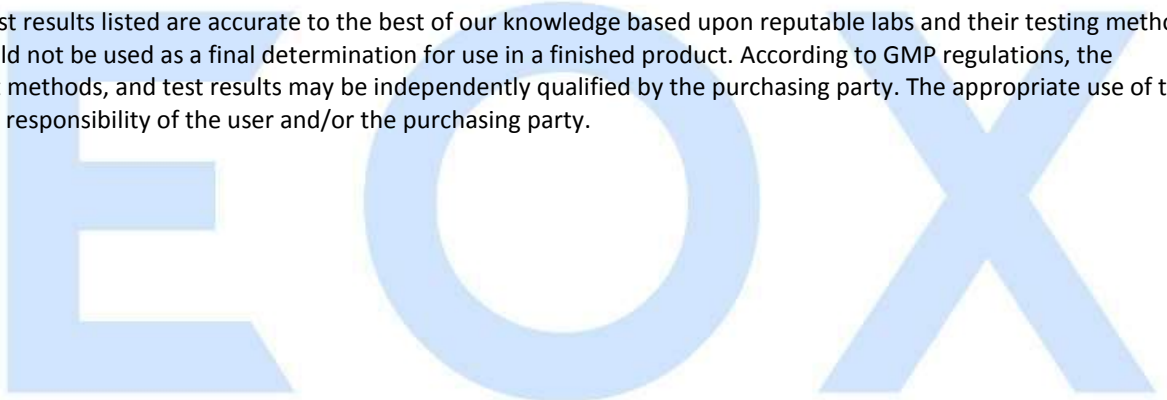 st results listed are accurate to the best of our knowledge based upon reputable labs and their testing metho
ld not be used as a final determination for use in a finished product. According to GMP regulations, the
methods, and test results may be independently qualified by the purchasing party. The appropriate use of t
responsibility of the user and/or the purchasing party.
EOX